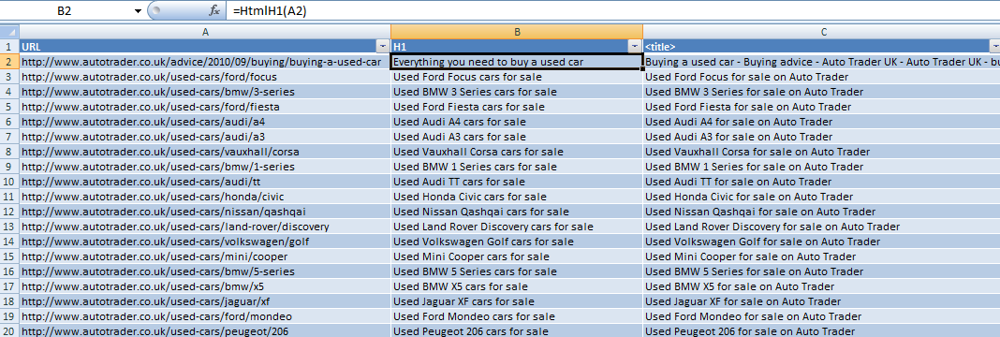 B2 fx =HtmlH1(A2)
A B C
1 URL H1 <title>
2 http://www.autotrader.co.uk/advice/2010/09/buying/buying-a-used-car Everything you need to buy a used car Buying a used car - Buying advice - Auto Trader UK - Auto Trader UK - bu
3 http://www.autotrader.co.uk/used-cars/ford/focus Used Ford Focus cars for sale Used Ford Focus for sale on Auto Trader
4 http://www.autotrader.co.uk/used-cars/bmw/3-series Used BMW 3 Series cars for sale Used BMW 3 Series for sale on Auto Trader
5 http://www.autotrader.co.uk/used-cars/ford/fiesta Used Ford Fiesta cars for sale Used Ford Fiesta for sale on Auto Trader
6 http://www.autotrader.co.uk/used-cars/audi/a4 Used Audi A4 cars for sale Used Audi A4 for sale on Auto Trader
7 http://www.autotrader.co.uk/used-cars/audi/a3 Used Audi A3 cars for sale Used Audi A3 for sale on Auto Trader
8 http://www.autotrader.co.uk/used-cars/vauxhall/corsa Used Vauxhall Corsa cars for sale Used Vauxhall Corsa for sale on Auto Trader
9 http://www.autotrader.co.uk/used-cars/bmw/1-series Used BMW 1 Series cars for sale Used BMW 1 Series for sale on Auto Trader
10 http://www.autotrader.co.uk/used-cars/audi/tt Used Audi TT cars for sale Used Audi TT for sale on Auto Trader
11 http://www.autotrader.co.uk/used-cars/honda/civic Used Honda Civic cars for sale Used Honda Civic for sale on Auto Trader
12 http://www.autotrader.co.uk/used-cars/nissan/qashqai Used Nissan Qashqai cars for sale Used Nissan Qashqai for sale on Auto Trader
13 http://www.autotrader.co.uk/used-cars/land-rover/discovery Used Land Rover Discovery cars for sale Used Land Rover Discovery for sale on Auto Trader
14 http://www.autotrader.co.uk/used-cars/volkswagen/golf Used Volkswagen Golf cars for sale Used Volkswagen Golf for sale on Auto Trader
15 http://www.autotrader.co.uk/used-cars/mini/cooper Used Mini Cooper cars for sale Used Mini Cooper for sale on Auto Trader
16 http://www.autotrader.co.uk/used-cars/bmw/5-series Used BMW 5 Series cars for sale Used BMW 5 Series for sale on Auto Trader
17 http://www.autotrader.co.uk/used-cars/bmw/x5 Used BMW X5 cars for sale Used BMW X5 for sale on Auto Trader
18 http://www.autotrader.co.uk/used-cars/jaguar/xf Used Jaguar XF cars for sale Used Jaguar XF for sale on Auto Trader
19 http://www.autotrader.co.uk/used-cars/ford/mondeo Used Ford Mondeo cars for sale Used Ford Mondeo for sale on Auto Trader
20 http://www.autotrader.co.uk/used-cars/peugeot/206 Used Peugeot 206 cars for sale Used Peugeot 206 for sale on Auto Trader